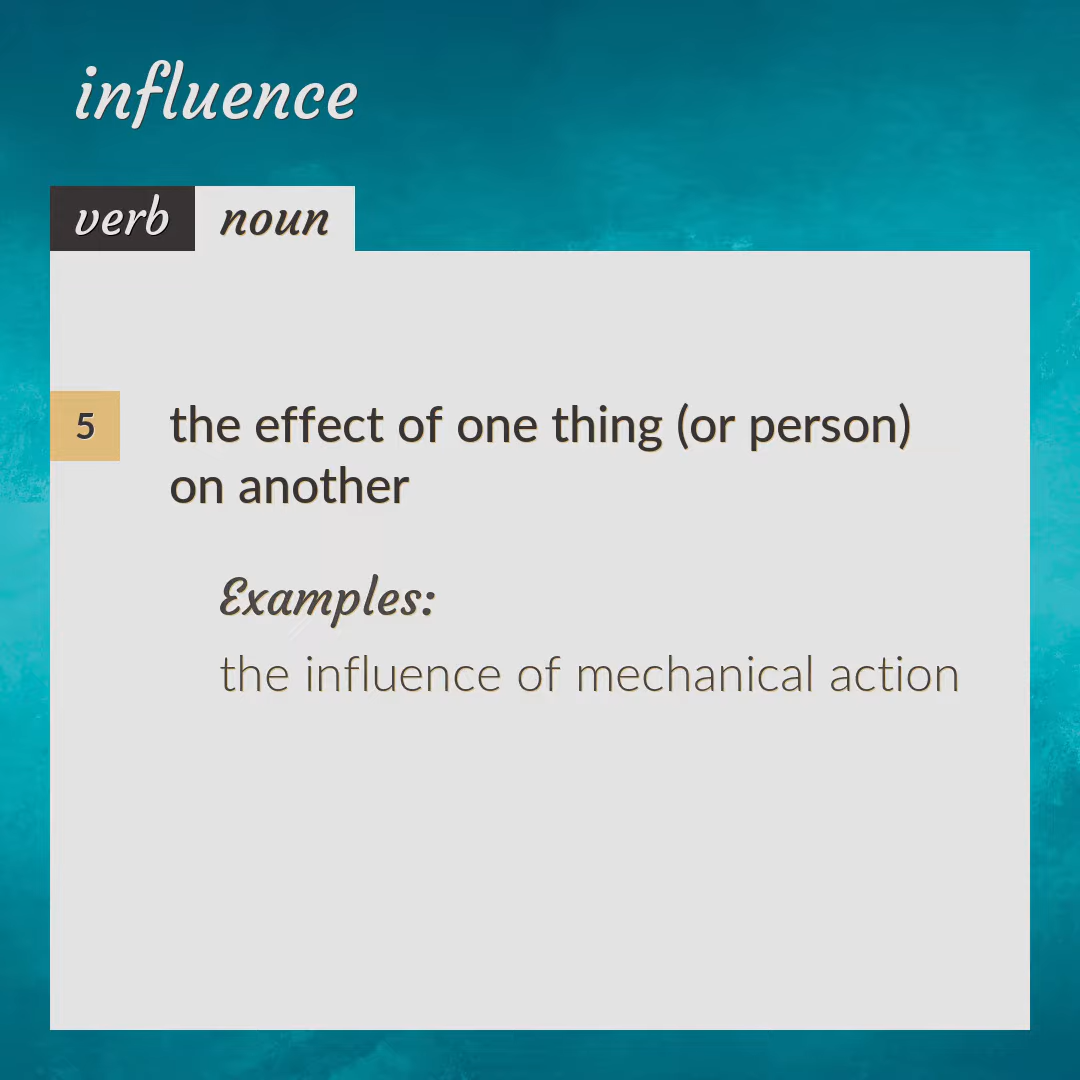 influence
verb noun
5 the effect of one thing (or person)
on another
Examples:
the influence of mechanical action